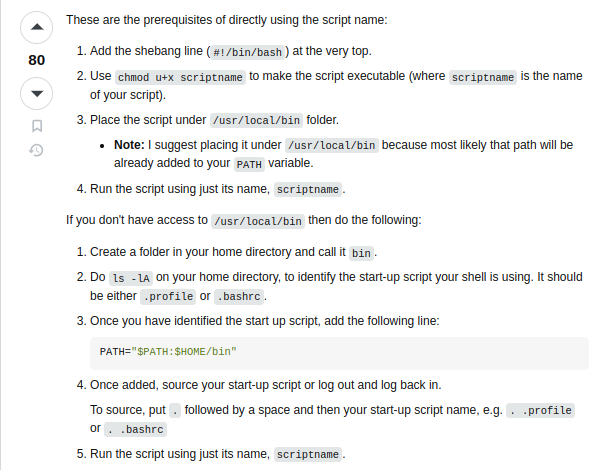 These are the prerequisites of directly using the script name:
80
1. Add the shebang line (#!/bin/bash) at the very top.
2. Use chmod u+x scriptname to make the script executable (where scriptname is the name
of your script).
3. Place the script under /usr/local/bin folder.
• Note: I suggest placing it under /usr/local/bin because most likely that path will be
already added to your PATH variable.
4. Run the script using just its name, scriptname.
If you don't have access to /usr/local/bin then do the following:
1. Create a folder in your home directory and call it bin.
2. Do ls -lA on your home directory, to identify the start-up script your shell is using. It should
be either .profile or .bashrc.
3. Once you have identified the start up script, add the following line:
PATH="$PATH:$HOME/bin"
4. Once added, source your start-up script or log out and log back in.
To source, put . followed by a space and then your start-up script name, e.g. . .profile
or . .bashrc
5. Run the script using just its name, scriptname.